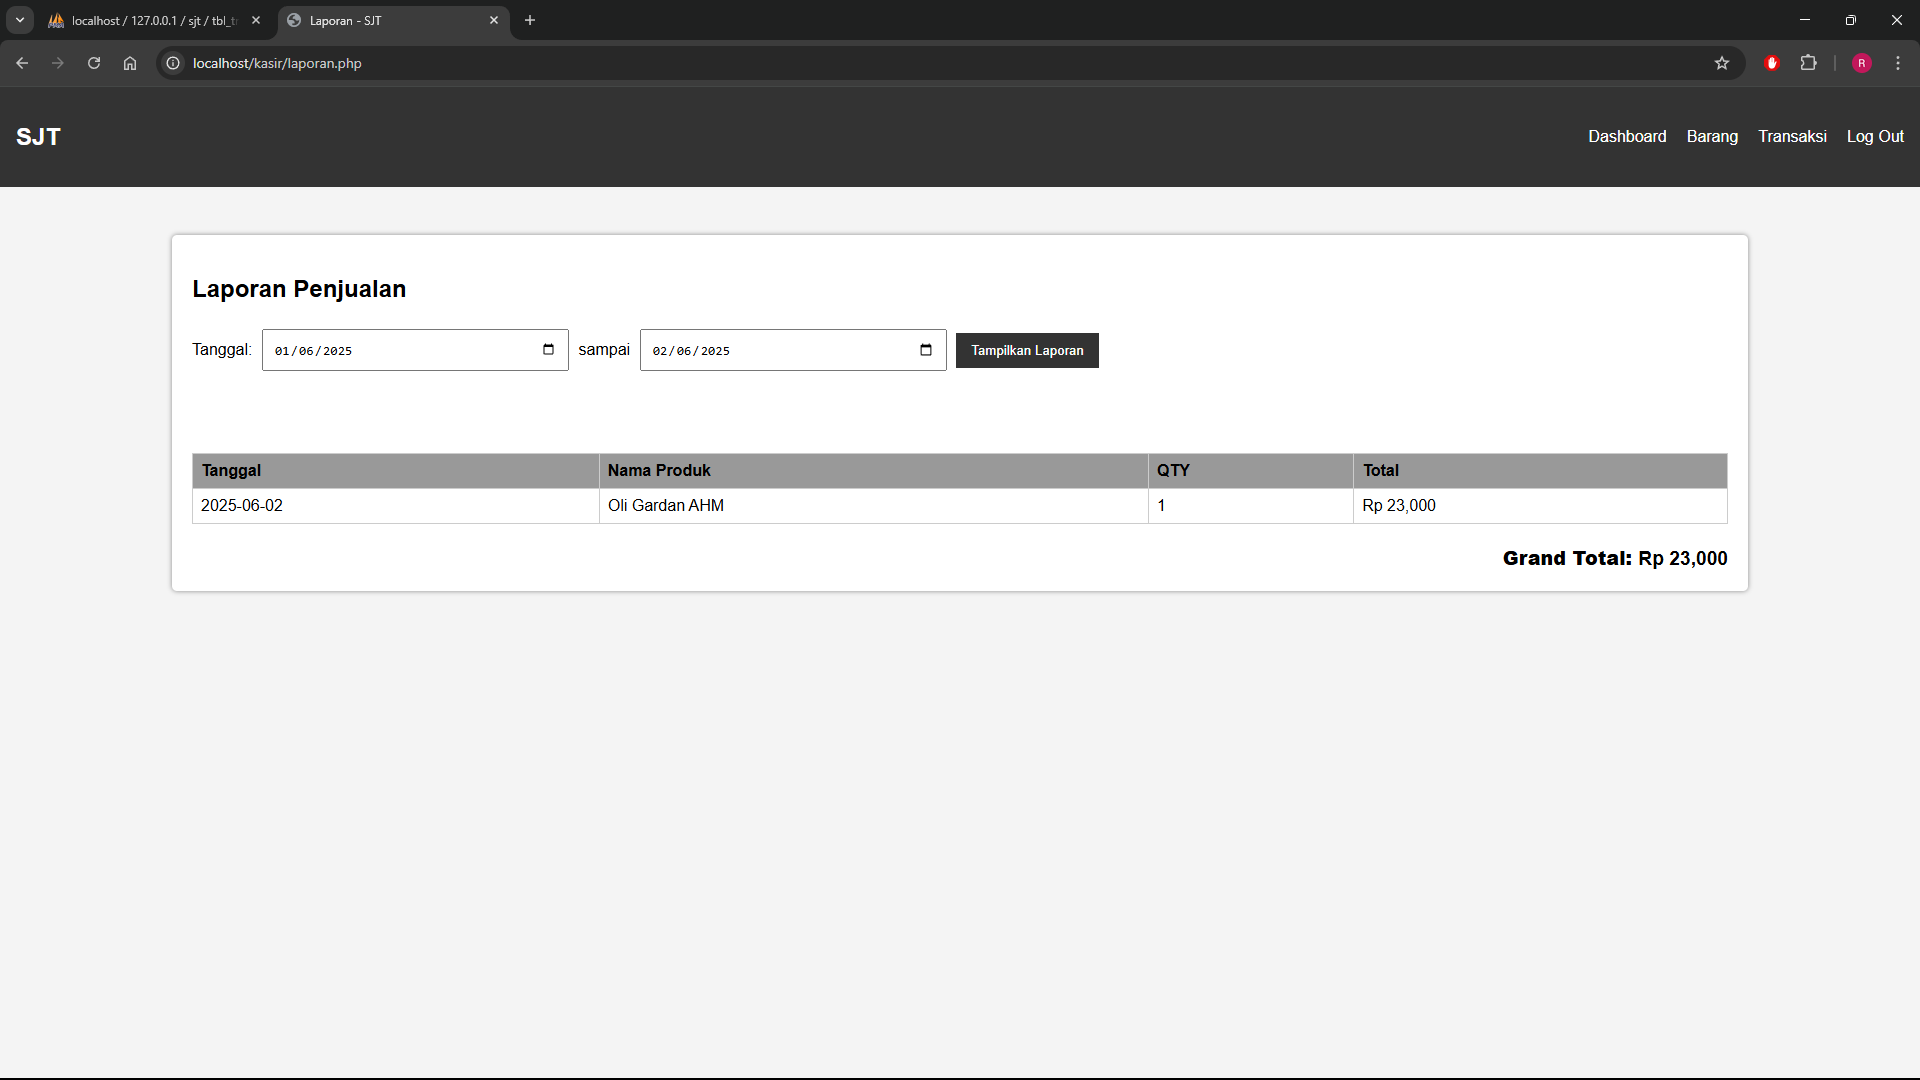 localhost / 127.0.0.1 / sjt / tbl_tr
Laporan - SJT
localhost/kasir/laporan.php
R
SJT
Dashboard Barang Transaksi Log Out
Laporan Penjualan
Tanggal: 01/06/2025 sampai 02/06/2025 Tampilkan Laporan
Tanggal Nama Produk QTY Total
2025-06-02 Oli Gardan AHM 1 Rp 23,000
Grand Total: Rp 23,000